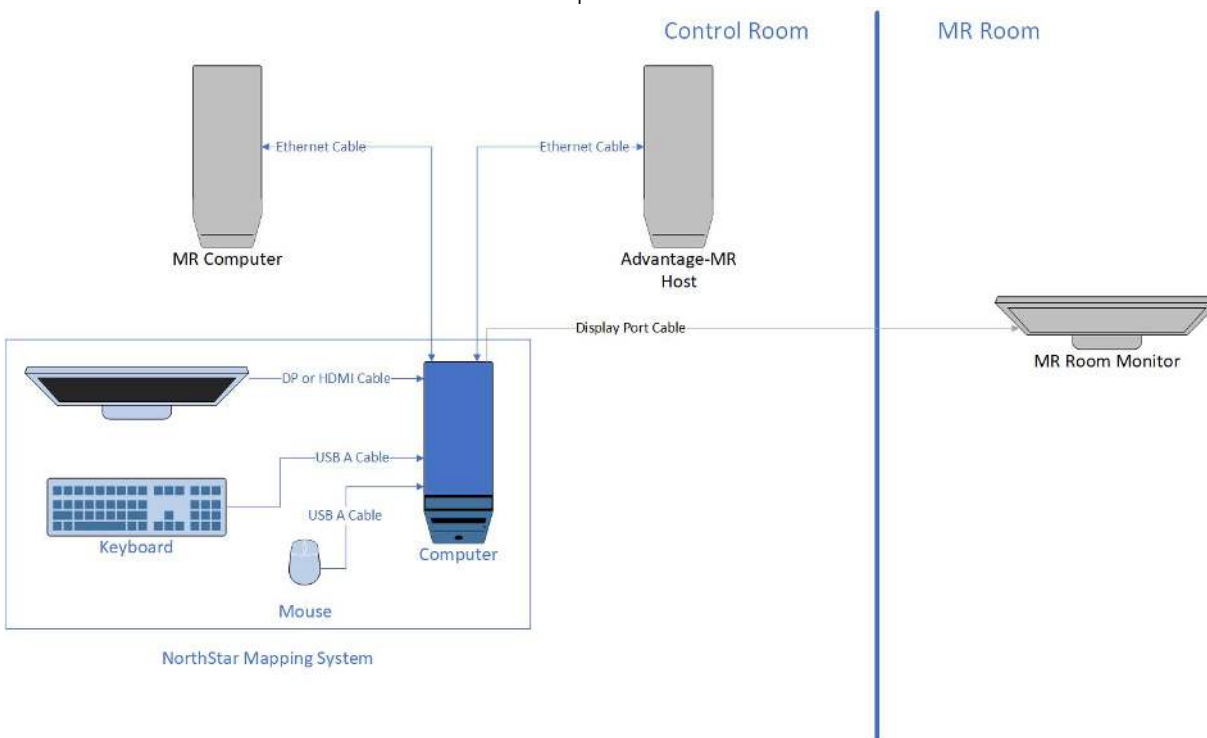 Control Room
MR Room
Ethernet Cable
Ethernet Cable
MR Computer
Advantage-MR
Host
Display Port Cable
MR Room Monitor
DP or HDMI Cable
USB A Cable
USB A Cable
Keyboard
Computer
Mouse
NorthStar Mapping System